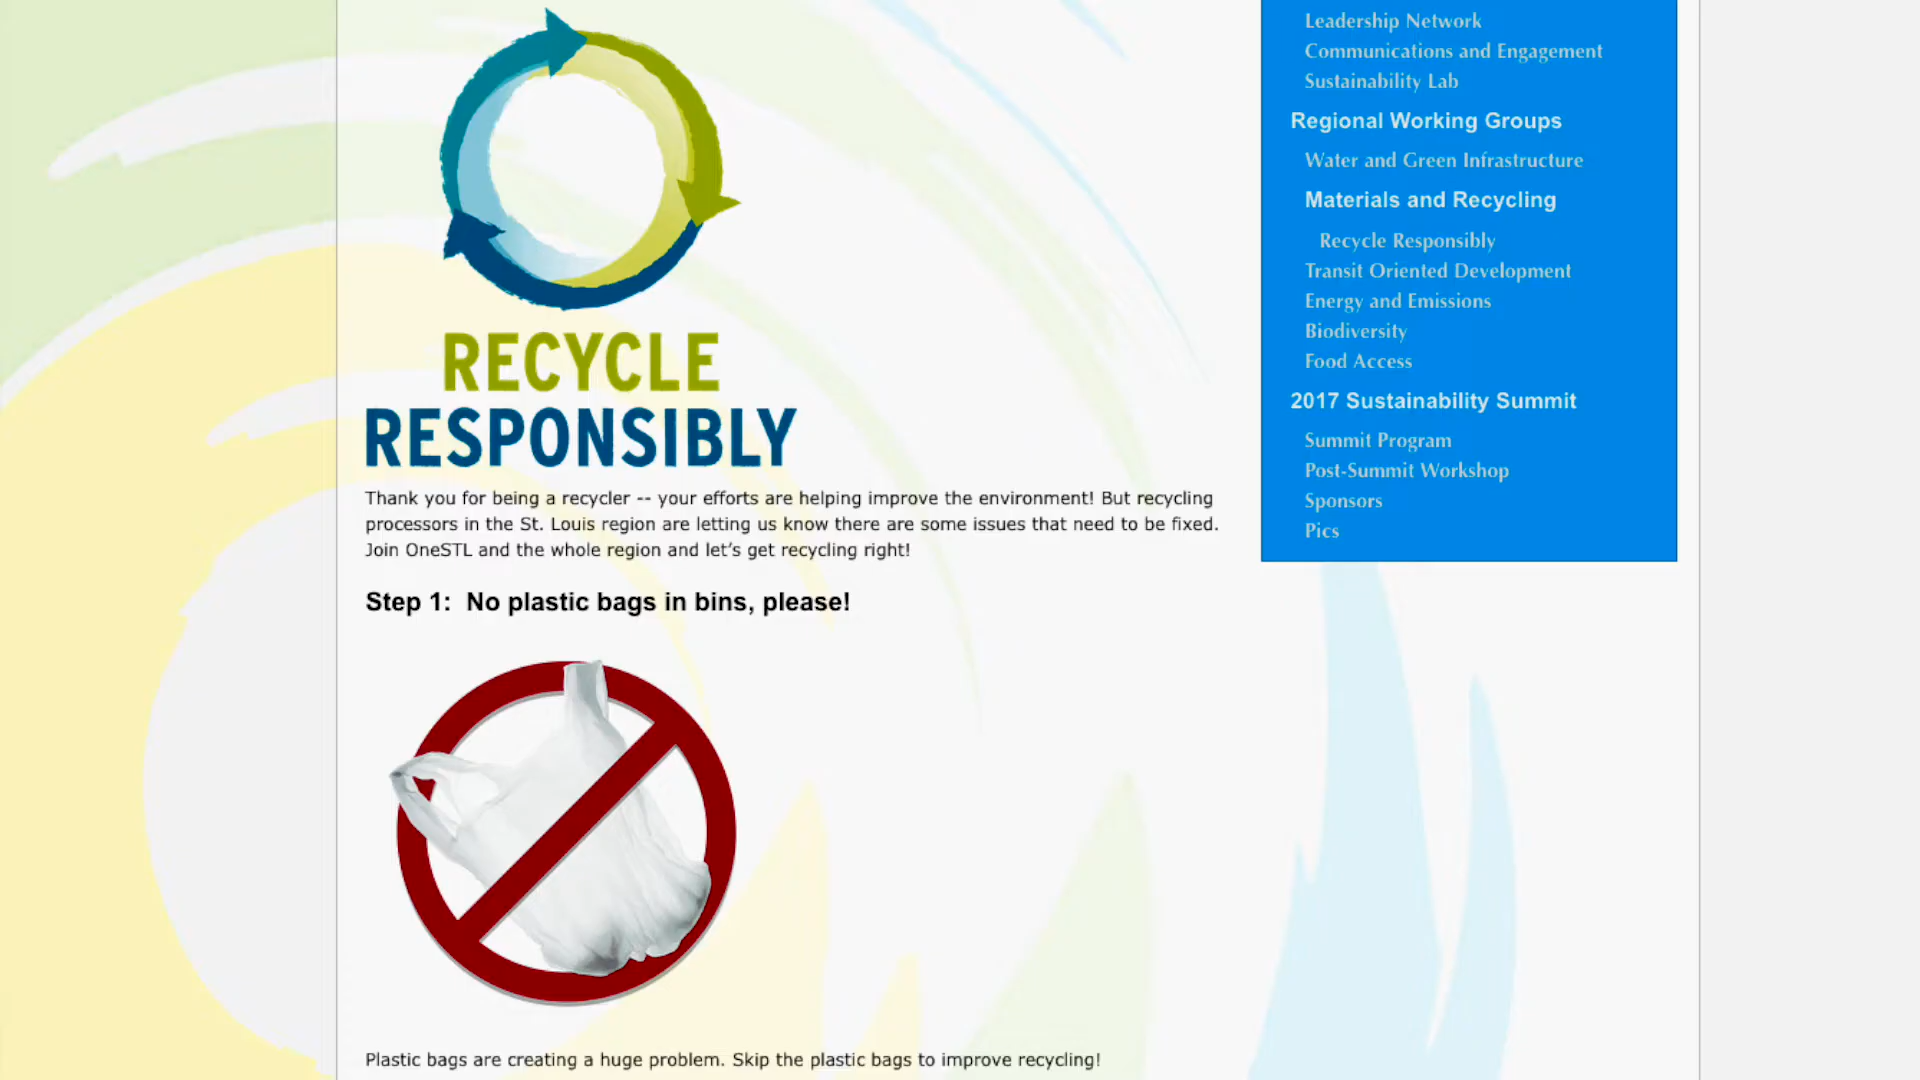 RECYCLE
RESPONSIBLY
Thank you for being a recycler -- your efforts are helping improve the environment! But recycling
processors in the St. Louis region are letting us know there are some issues that need to be fixed.
Join OneSTL and the whole region and let’s get recycling right!
Step 1: No plastic bags in bins, please!
Plastic bags are creating a huge problem. Skip the plastic bags to improve recycling!
Leadership Network
Communications and Engagement
Sustainability Lab
Regional Working Groups
Water and Green Infrastructure
Materials and Recycling
Recycle Responsibly
Transit Oriented Development
Energy and Emissions
Biodiversity
Food Access
2017 Sustainability Summit
Summit Program
Post-Summit Workshop
Sponsors
Pics